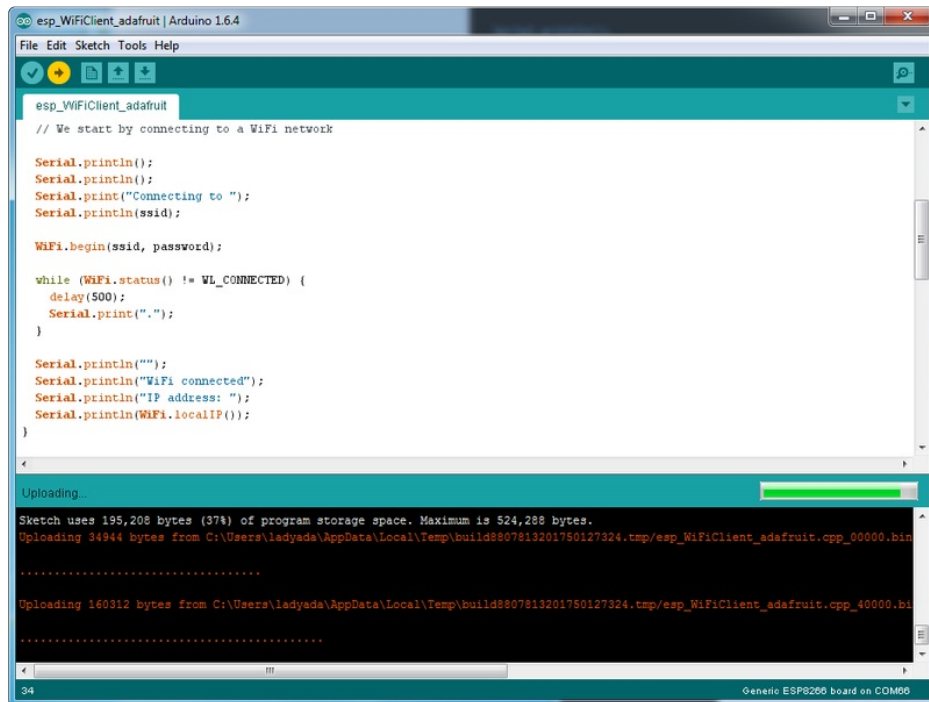 esp_WiFiClient_adafruit | Arduino 1.6.4
File Edit Sketch Tools Help
esp_WiFiClient_adafruit
// We start by connecting to a WiFi network
Serial.println();
Serial.println();
Serial.print("Connecting to ");
Serial.println(ssid);
WiFi.begin(ssid, password);
while (WiFi.status() != WL_CONNECTED) {
delay(500);
Serial.print(".");
}
Serial.println("");
Serial.println("WiFi connected");
Serial.println("IP address: ");
Serial.println(WiFi.localIP());
}
Uploading...
Sketch uses 195,208 bytes (37%) of program storage space. Maximum is 524,288 bytes.
Uploading 34944 bytes from C:\Users\ladyada\AppData\Local\Temp\build8807813201750127324.tmp/esp_WiFiClient_adafruit.cpp_00000.bin
...................................
Uploading 160312 bytes from C:\Users\ladyada\AppData\Local\Temp\build8807813201750127324.tmp/esp_WiFiClient_adafruit.cpp_40000.bi
............................................
34
Generic ESP8266 board on COM66